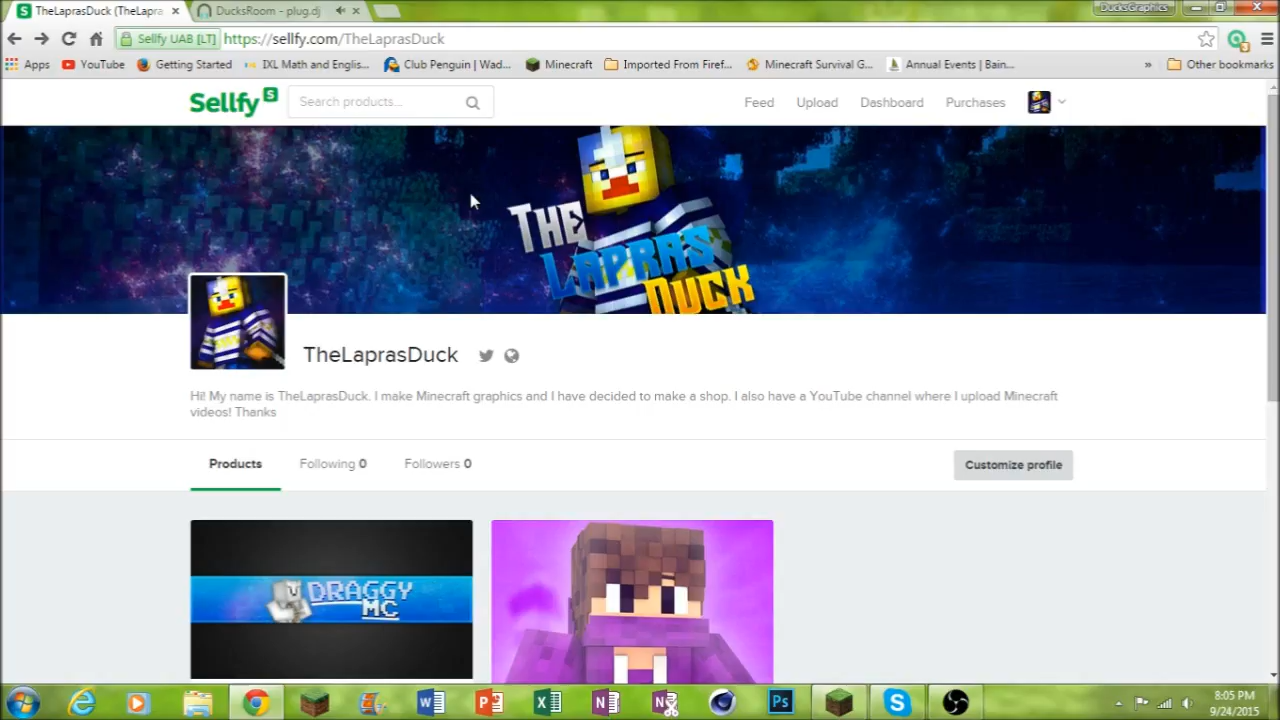 TheLaprasDuck (TheLapra
DucksRoom - plug.dj
DucksGraphics
Sellfy UAB [LT]
https://sellfy.com/TheLaprasDuck
3
Apps
YouTube
Getting Started
IXL Math and Englis...
Club Penguin | Wad...
Minecraft
Imported From Firef...
Minecraft Survival G...
Annual Events | Bain...
»
Other bookmarks
Sellfy S
Search products...
Feed
Upload
Dashboard
Purchases
THE
LAPRAS
DUCK
TheLaprasDuck
Hi! My name is TheLaprasDuck. I make Minecraft graphics and I have decided to make a shop. I also have a YouTube channel where I upload Minecraft
videos! Thanks
Products
Following 0
Followers 0
Customize profile
DRAGGY
MC
8:05 PM
9/24/2015